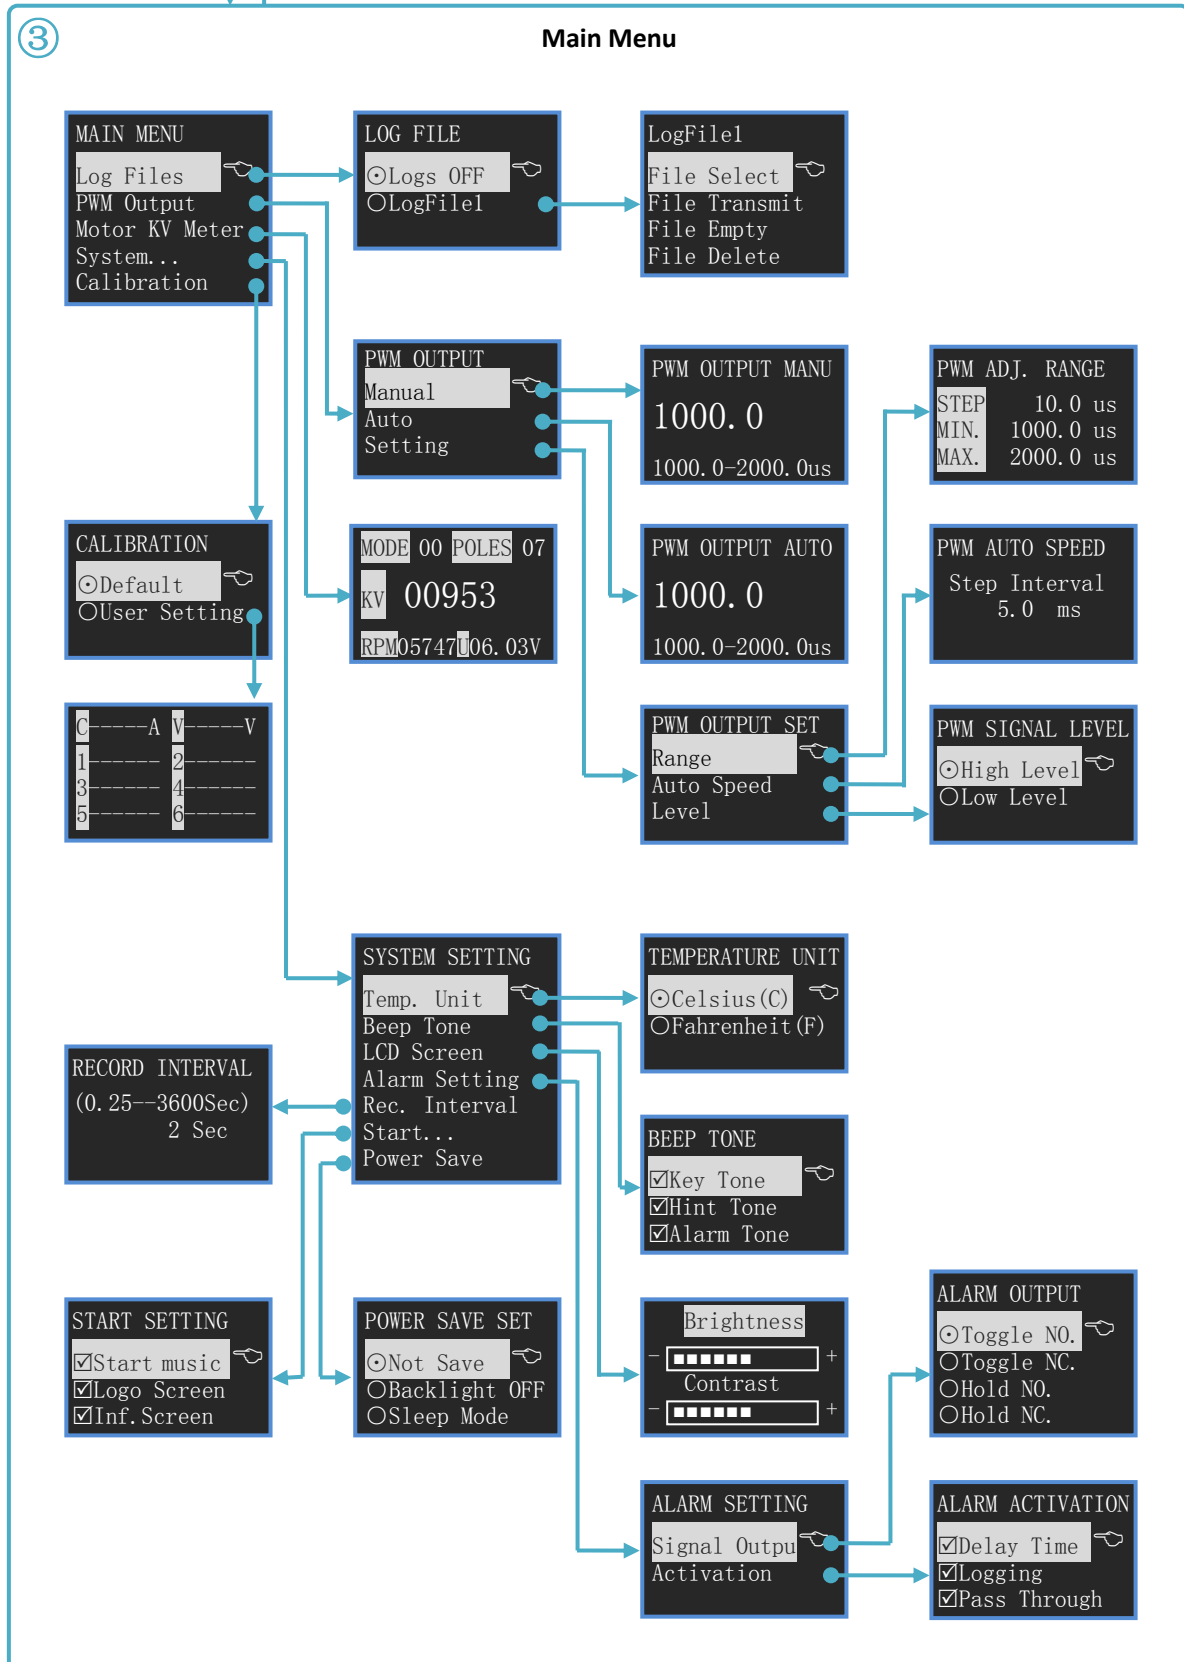 ③
Main Menu
MAIN MENU
Log Files
PWM Output
Motor KV Meter
System...
Calibration
LOG FILE
⊙Logs OFF
○LogFile1
LogFile1
File Select
File Transmit
File Empty
File Delete
PWM OUTPUT
Manual
Auto
Setting
PWM OUTPUT MANU
1000.0
1000.0-2000.0us
PWM ADJ. RANGE
STEP 10.0 us
MIN. 1000.0 us
MAX. 2000.0 us
CALIBRATION
⊙Default
○User Setting
MODE 00 POLES 07
KV 00953
RPM05747U06.03V
PWM OUTPUT AUTO
1000.0
1000.0-2000.0us
PWM AUTO SPEED
Step Interval
5.0 ms
C-----A V-----V
1------ 2------
3------ 4------
5------ 6------
PWM OUTPUT SET
Range
Auto Speed
Level
PWM SIGNAL LEVEL
⊙High Level
○Low Level
SYSTEM SETTING
Temp. Unit
Beep Tone
LCD Screen
Alarm Setting
Rec. Interval
Start...
Power Save
TEMPERATURE UNIT
⊙Celsius(C)
○Fahrenheit(F)
RECORD INTERVAL
(0.25--3600Sec)
2 Sec
BEEP TONE
☑Key Tone
☑Hint Tone
☑Alarm Tone
START SETTING
☑Start music
☑Logo Screen
☑Inf.Screen
POWER SAVE SET
⊙Not Save
○Backlight OFF
○Sleep Mode
Brightness
- +
Contrast
- +
ALARM OUTPUT
⊙Toggle NO.
○Toggle NC.
○Hold NO.
○Hold NC.
ALARM SETTING
Signal Outpu
Activation
ALARM ACTIVATION
☑Delay Time
☑Logging
☑Pass Through